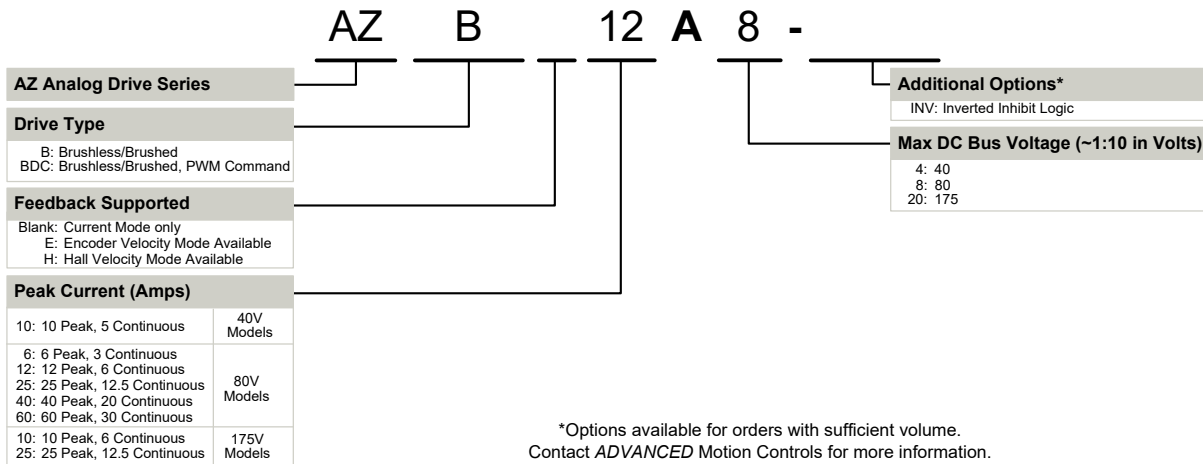 AZ B 12 A 8 -
AZ Analog Drive Series
Drive Type
B: Brushless/Brushed
BDC: Brushless/Brushed, PWM Command
Feedback Supported
Blank: Current Mode only
E: Encoder Velocity Mode Available
H: Hall Velocity Mode Available
Peak Current (Amps)
10: 10 Peak, 5 Continuous
40V
Models
6: 6 Peak, 3 Continuous
12: 12 Peak, 6 Continuous
25: 25 Peak, 12.5 Continuous
40: 40 Peak, 20 Continuous
60: 60 Peak, 30 Continuous
80V
Models
10: 10 Peak, 6 Continuous
25: 25 Peak, 12.5 Continuous
175V
Models
Additional Options*
INV: Inverted Inhibit Logic
Max DC Bus Voltage (~1:10 in Volts)
4: 40
8: 80
20: 175
*Options available for orders with sufficient volume.
Contact ADVANCED Motion Controls for more information.